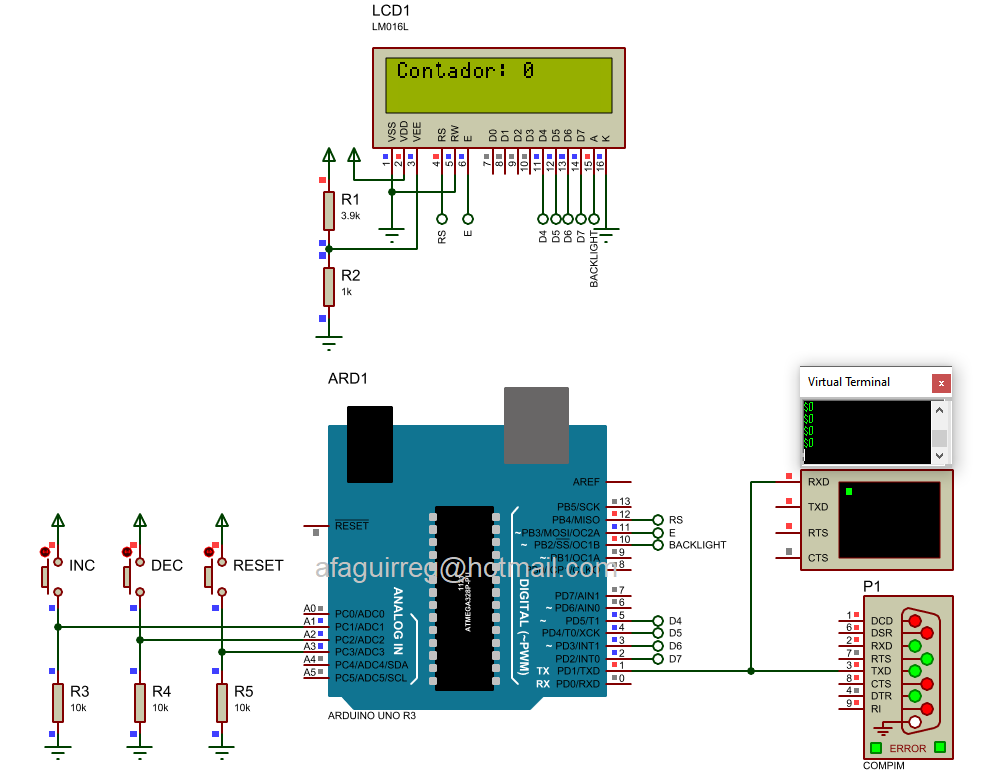 LCD1
LM016L
Contador: 0
VSS VDD VEE RS RW E D0 D1 D2 D3 D4 D5 D6 D7 A K
1 2 3 4 5 6 7 8 9 10 11 12 13 14 15 16
R1
3.9k
RS E D4 D5 D6 D7 BACKLIGHT
R2
1k
ARD1
Virtual Terminal
x
$0
$0
$0
$0
RXD
TXD
RTS
CTS
AREF
RESET
PB5/SCK 13
PB4/MISO 12 RS
~PB3/MOSI/OC2A 11 E
~ PB2/SS/OC1B 10 BACKLIGHT
~ PB1/OC1A 9
8
afaguirreg@hotmail.com
INC
DEC
RESET
ATMEGA328P-PU
1121
ANALOG IN
DIGITAL (~PWM)
A0 PC0/ADC0
A1 PC1/ADC1
A2 PC2/ADC2
A3 PC3/ADC3
A4 PC4/ADC4/SDA
A5 PC5/ADC5/SCL
PD7/AIN1 7
~ PD6/AIN0 6
~ PD5/T1 5 D4
PD4/T0/XCK 4 D5
~ PD3/INT1 3 D6
PD2/INT0 2 D7
TX PD1/TXD 1
RX PD0/RXD 0
R3
10k
R4
10k
R5
10k
ARDUINO UNO R3
P1
1 DCD
6 DSR
2 RXD
7 RTS
3 TXD
8 CTS
4 DTR
9 RI
ERROR
COMPIM